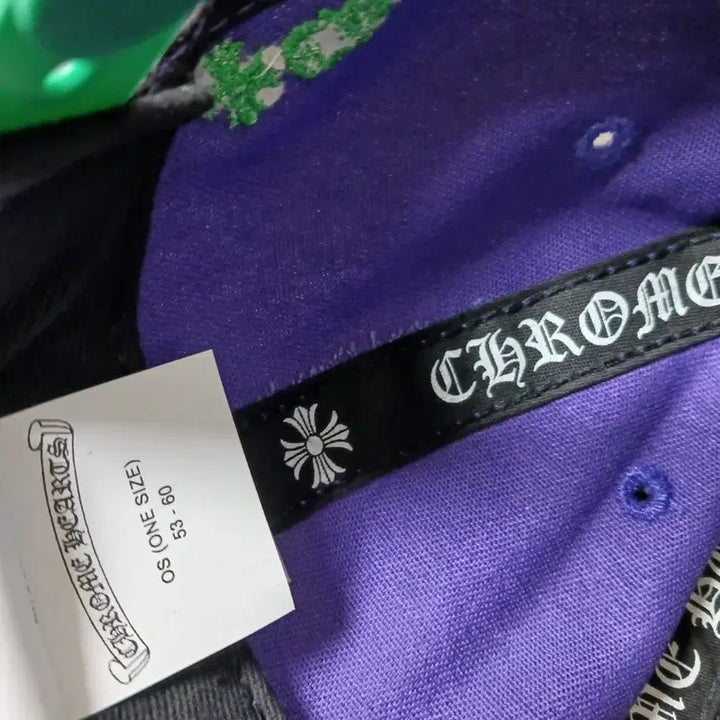 CHROME
CHROME HEARTS
OS (ONE SIZE)
53 - 60